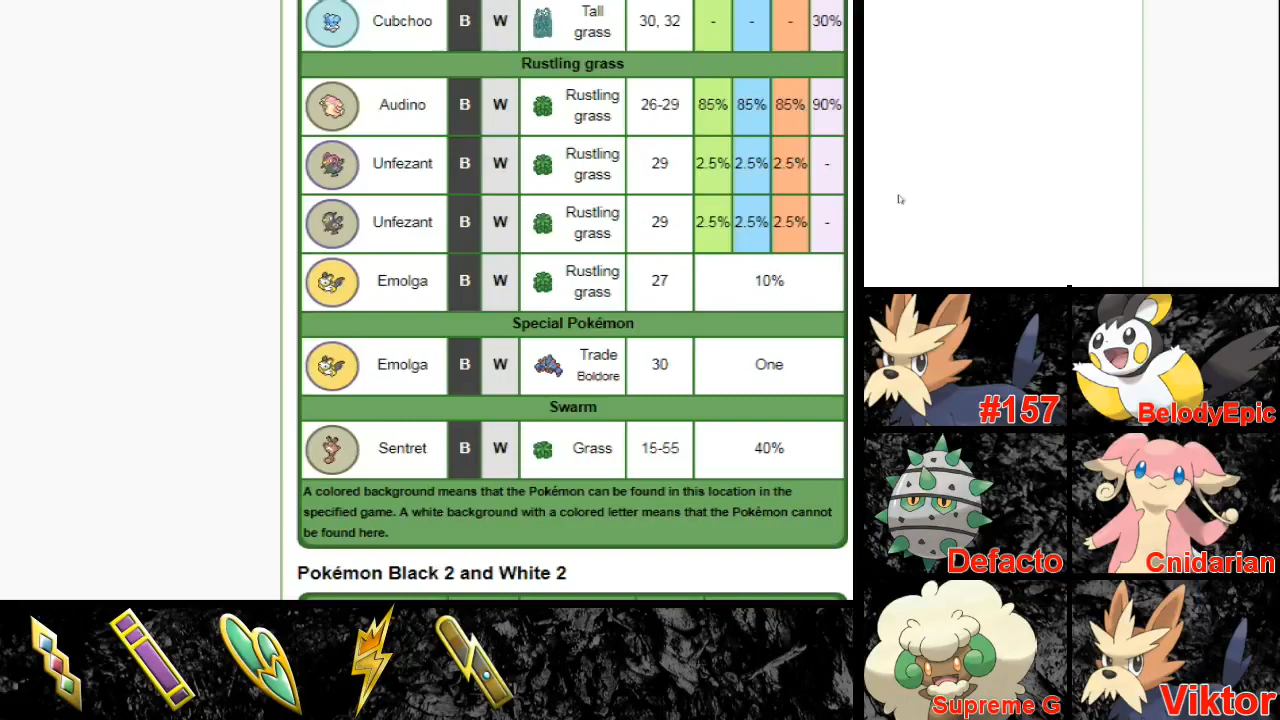 Cubchoo B W Tall grass 30, 32 - - - 30%
Rustling grass
Audino B W Rustling grass 26-29 85% 85% 85% 90%
Unfezant B W Rustling grass 29 2.5% 2.5% 2.5% -
Unfezant B W Rustling grass 29 2.5% 2.5% 2.5% -
Emolga B W Rustling grass 27 10%
Special Pokémon
Emolga B W Trade Boldore 30 One
Swarm
Sentret B W Grass 15-55 40%
A colored background means that the Pokémon can be found in this location in the
specified game. A white background with a colored letter means that the Pokémon cannot
be found here.
Pokémon Black 2 and White 2
#157
BelodyEpic
Defacto
Cnidarian
Supreme G
Viktor